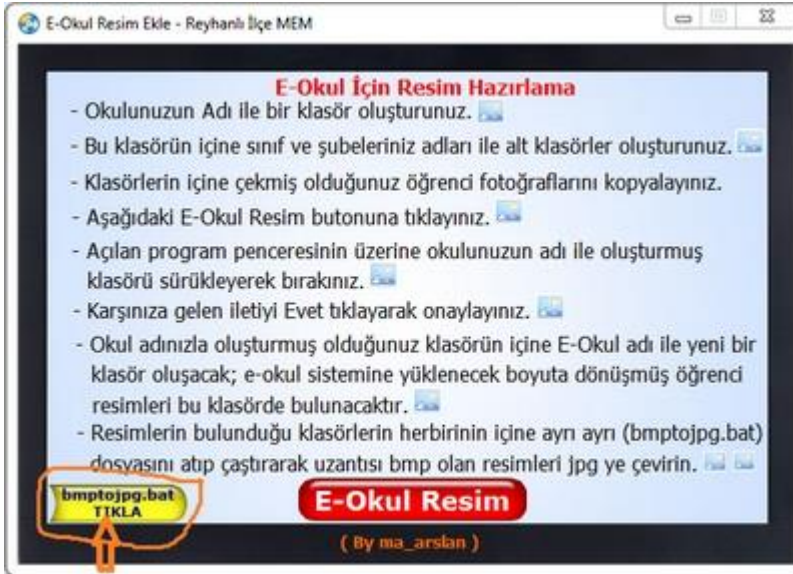 E-Okul Resim Ekle - Reyhanlı İlçe MEM
E-Okul İçin Resim Hazırlama
- Okulunuzun Adı ile bir klasör oluşturunuz.
- Bu klasörün içine sınıf ve şubeleriniz adları ile alt klasörler oluşturunuz.
- Klasörlerin içine çekmiş olduğunuz öğrenci fotoğraflarını kopyalayınız.
- Aşağıdaki E-Okul Resim butonuna tıklayınız.
- Açılan program penceresinin üzerine okulunuzun adı ile oluşturmuş
klasörü sürükleyerek bırakınız.
- Karşınıza gelen iletiyi Evet tıklayarak onaylayınız.
- Okul adınızla oluşturmuş olduğunuz klasörün içine E-Okul adı ile yeni bir
klasör oluşacak; e-okul sistemine yüklenecek boyuta dönüşmüş öğrenci
resimleri bu klasörde bulunacaktır.
- Resimlerin bulunduğu klasörlerin herbirinin içine ayrı ayrı (bmptojpg.bat)
dosyasını atıp çaştırarak uzantısı bmp olan resimleri jpg ye çevirin.
bmptojpg.bat
TIKLA
E-Okul Resim
( By ma_arslan )